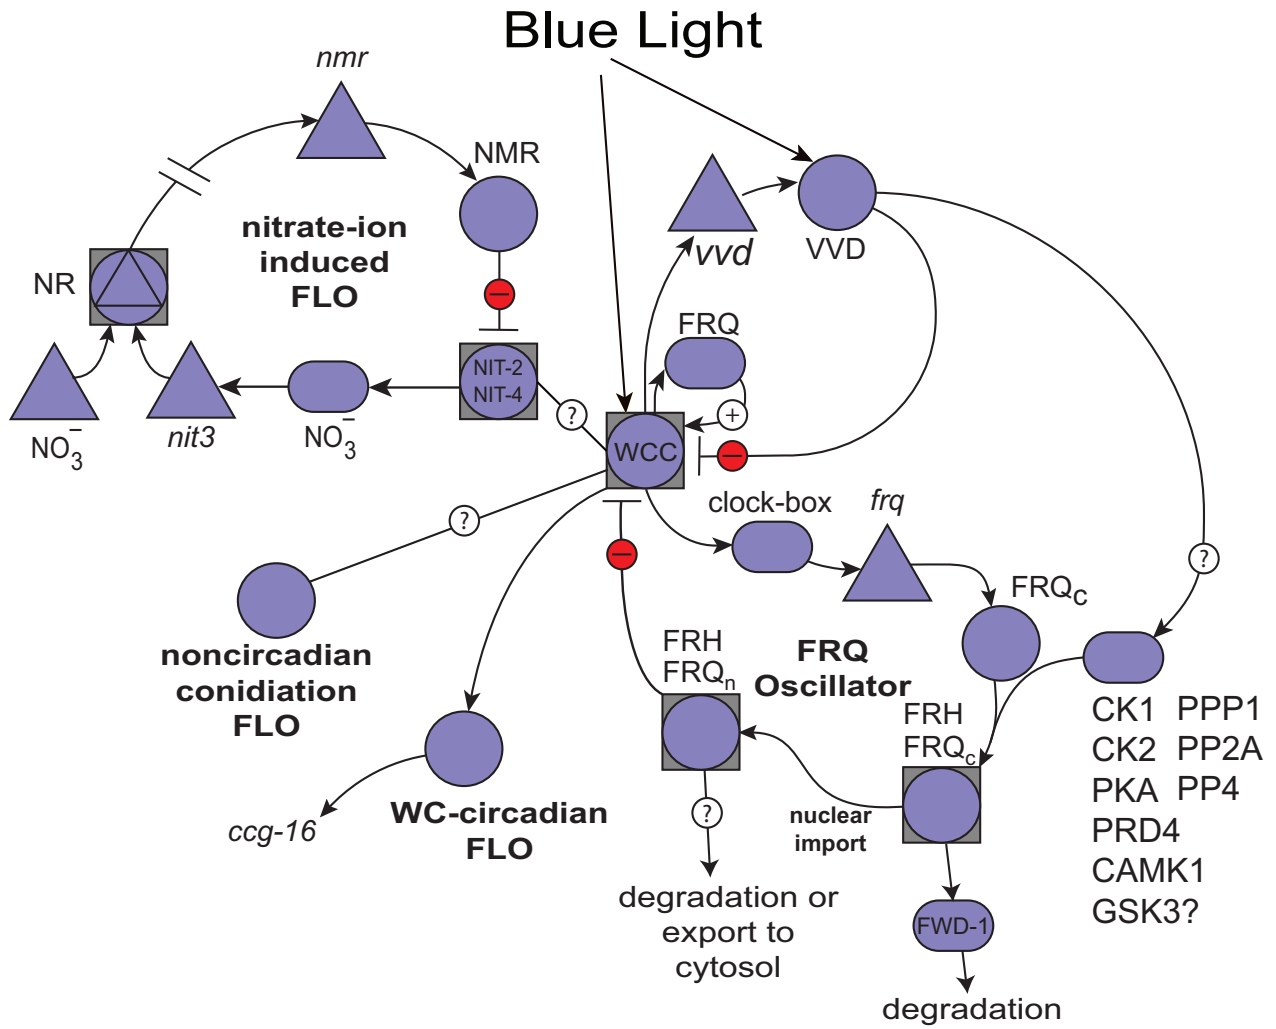 Blue Light
nmr
NMR
nitrate-ion
induced
FLO
NR
vvd
VVD
FRQ
+
NIT-2
NIT-4
NO3−
nit3
NO3−
?
WCC
clock-box
frq
?
?
FRQc
noncircadian
conidiation
FLO
FRH
FRQn
FRQ
Oscillator
FRH
FRQc
CK1 PPP1
CK2 PP2A
PKA PP4
PRD4
CAMK1
GSK3?
WC-circadian
FLO
ccg-16
?
nuclear
import
degradation or
export to
cytosol
FWD-1
degradation
−
−
−